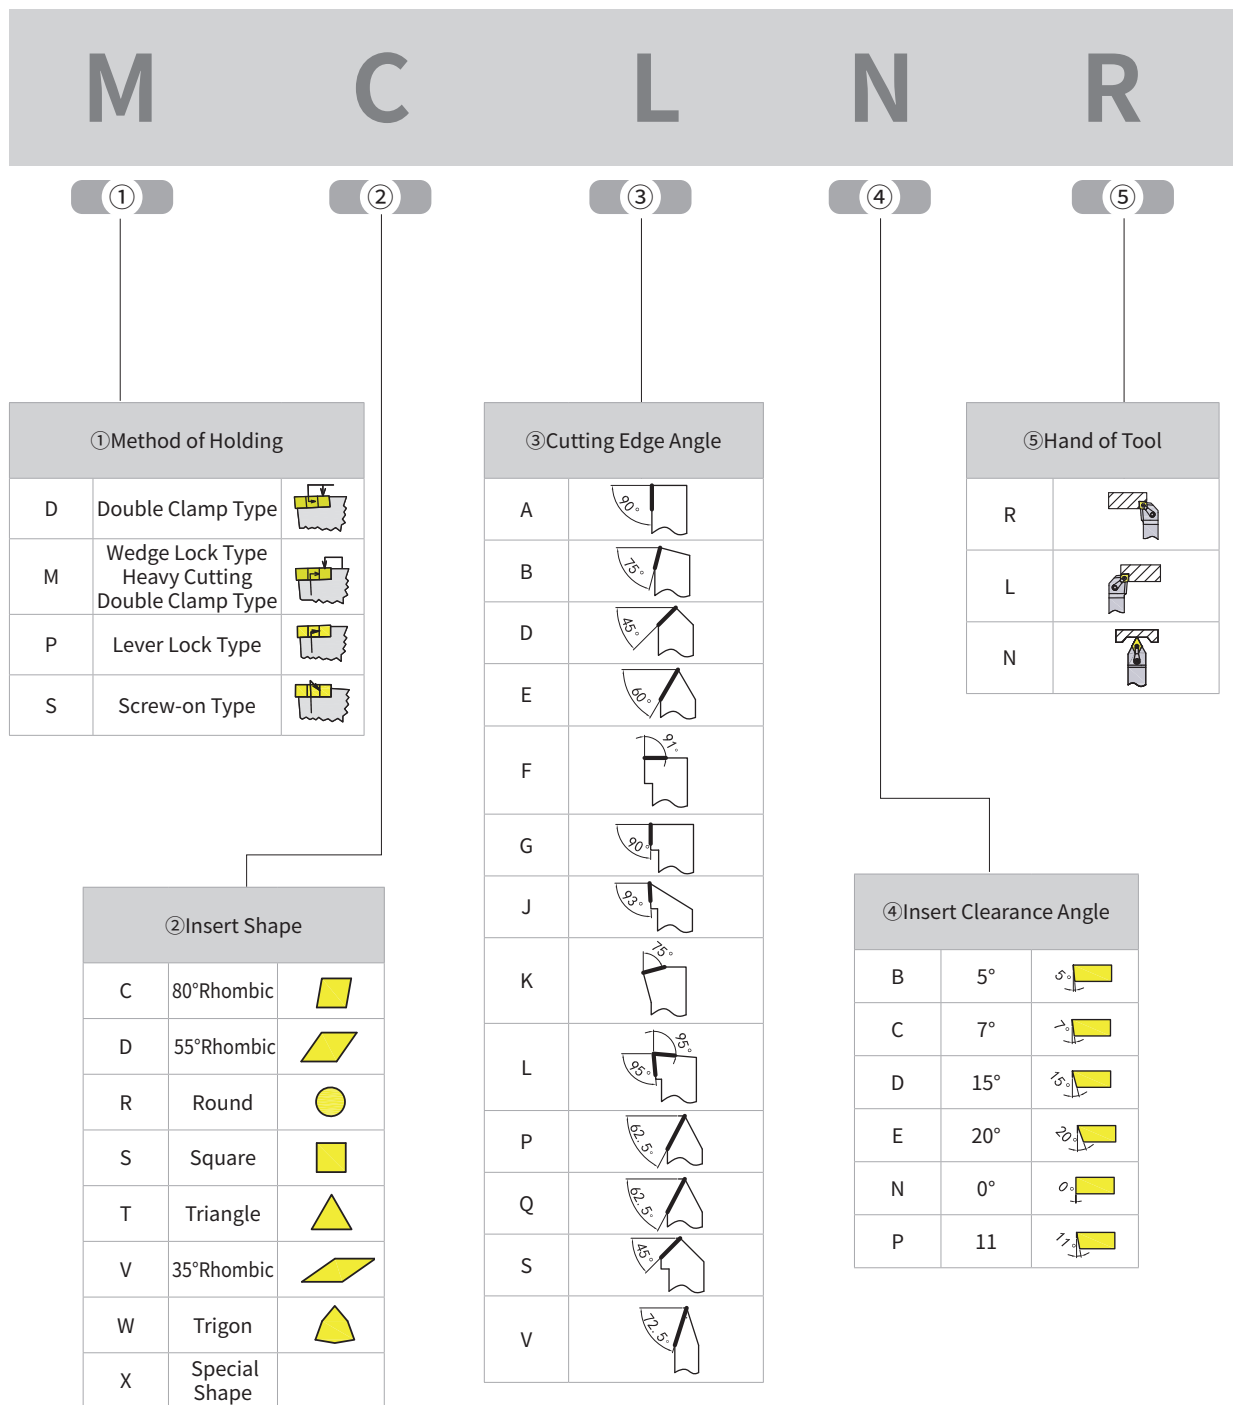 M C L N R
① ② ③ ④ ⑤
①Method of Holding
D Double Clamp Type
M Wedge Lock Type
Heavy Cutting
Double Clamp Type
P Lever Lock Type
S Screw-on Type
②Insert Shape
C 80°Rhombic
D 55°Rhombic
R Round
S Square
T Triangle
V 35°Rhombic
W Trigon
X Special
Shape
③Cutting Edge Angle
A 90°
B 75°
D 45°
E 60°
F 91°
G 90°
J 93°
K 75°
L 95° 95°
P 62.5°
Q 62.5°
S 45°
V 72.5°
④Insert Clearance Angle
B 5° 5°
C 7° 7°
D 15° 15°
E 20° 20°
N 0° 0°
P 11 11°
⑤Hand of Tool
R
L
N